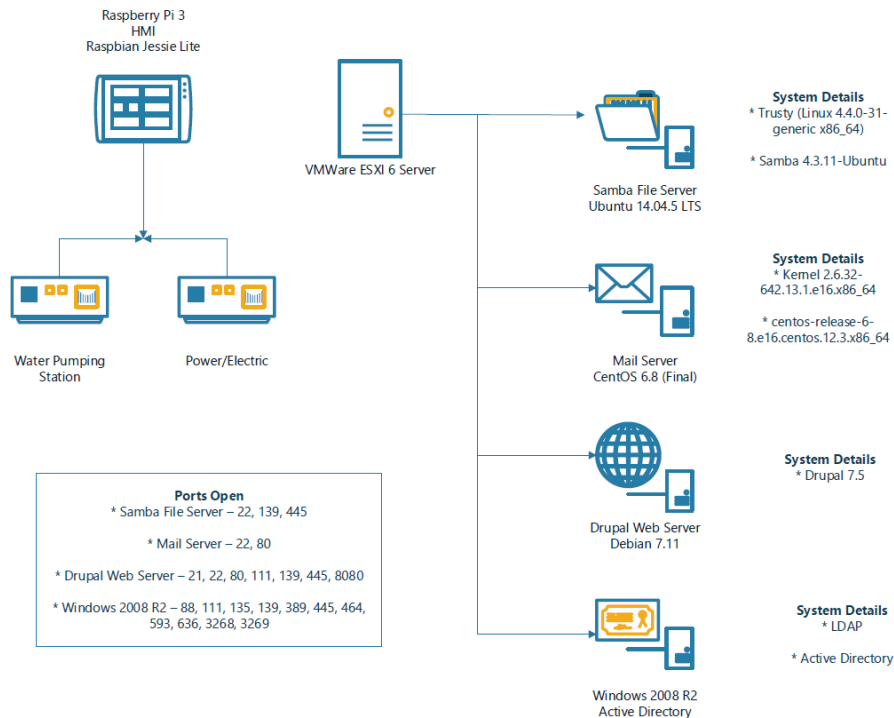 Raspberry Pi 3
HMI
Raspbian Jessie Lite
VMWare ESXI 6 Server
Water Pumping
Station
Power/Electric
Samba File Server
Ubuntu 14.04.5 LTS
System Details
* Trusty (Linux 4.4.0-31-
generic x86_64)
* Samba 4.3.11-Ubuntu
Mail Server
CentOS 6.8 (Final)
System Details
* Kernel 2.6.32-
642.13.1.e16.x86_64
* centos-release-6-
8.e16.centos.12.3.x86_64
Drupal Web Server
Debian 7.11
System Details
* Drupal 7.5
Windows 2008 R2
Active Directory
System Details
* LDAP
* Active Directory
Ports Open
* Samba File Server – 22, 139, 445
* Mail Server – 22, 80
* Drupal Web Server – 21, 22, 80, 111, 139, 445, 8080
* Windows 2008 R2 – 88, 111, 135, 139, 389, 445, 464,
593, 636, 3268, 3269